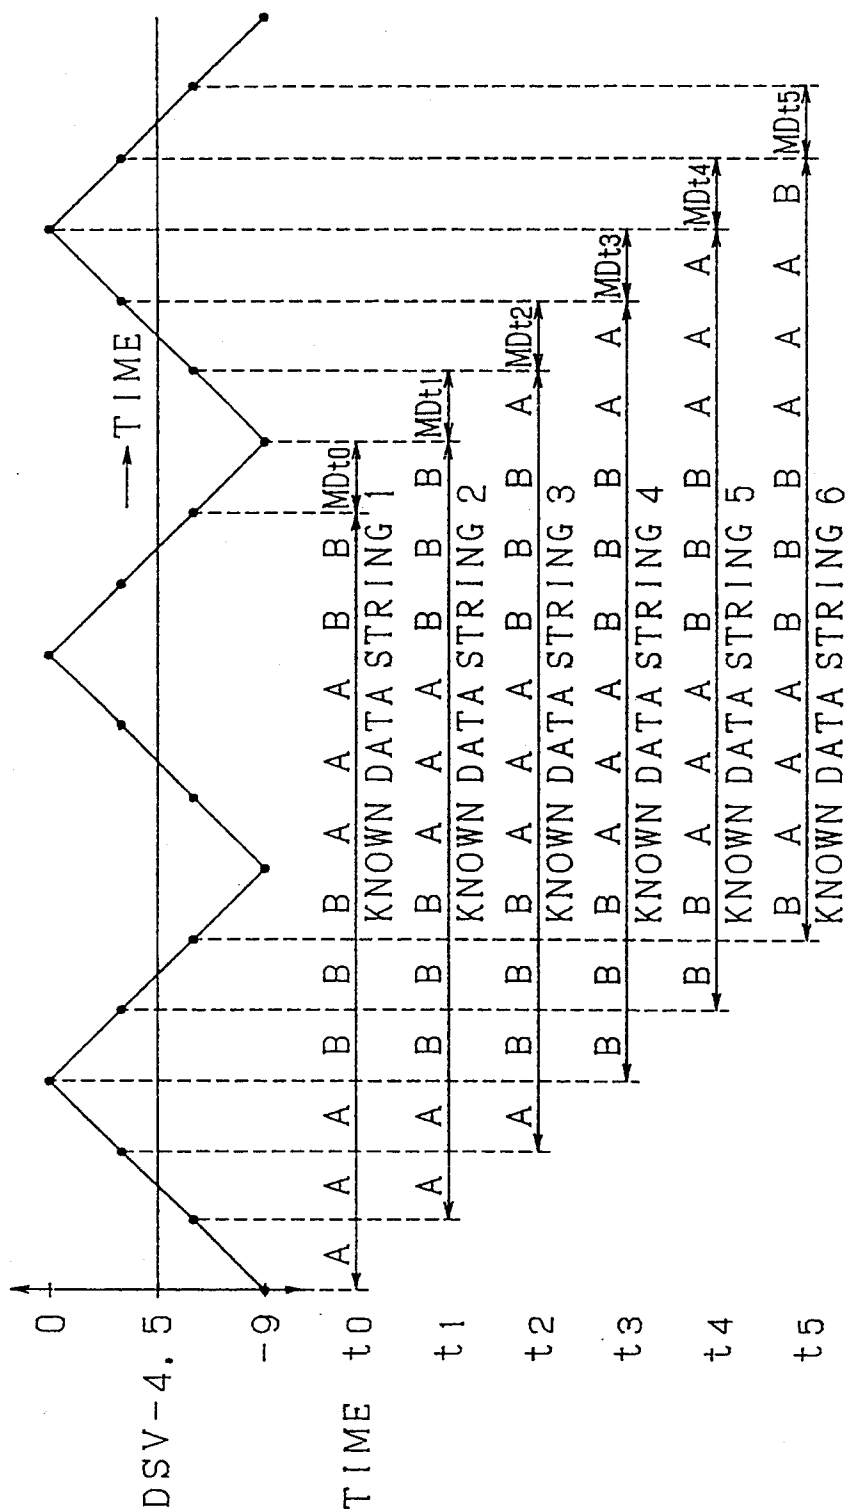 0
→TIME
DSV-4.5
-9
TIME t0 A A A B B B A A A B B MDt0
KNOWN DATA STRING 1
t1 A A B B B A A A B B B MDt1
KNOWN DATA STRING 2
t2 A B B B A A A B B B A MDt2
KNOWN DATA STRING 3
t3 B B B A A A B B B A A MDt3
KNOWN DATA STRING 4
t4 B B A A A B B B A A A MDt4
KNOWN DATA STRING 5
t5 B A A A B B B A A A B MDt5
KNOWN DATA STRING 6